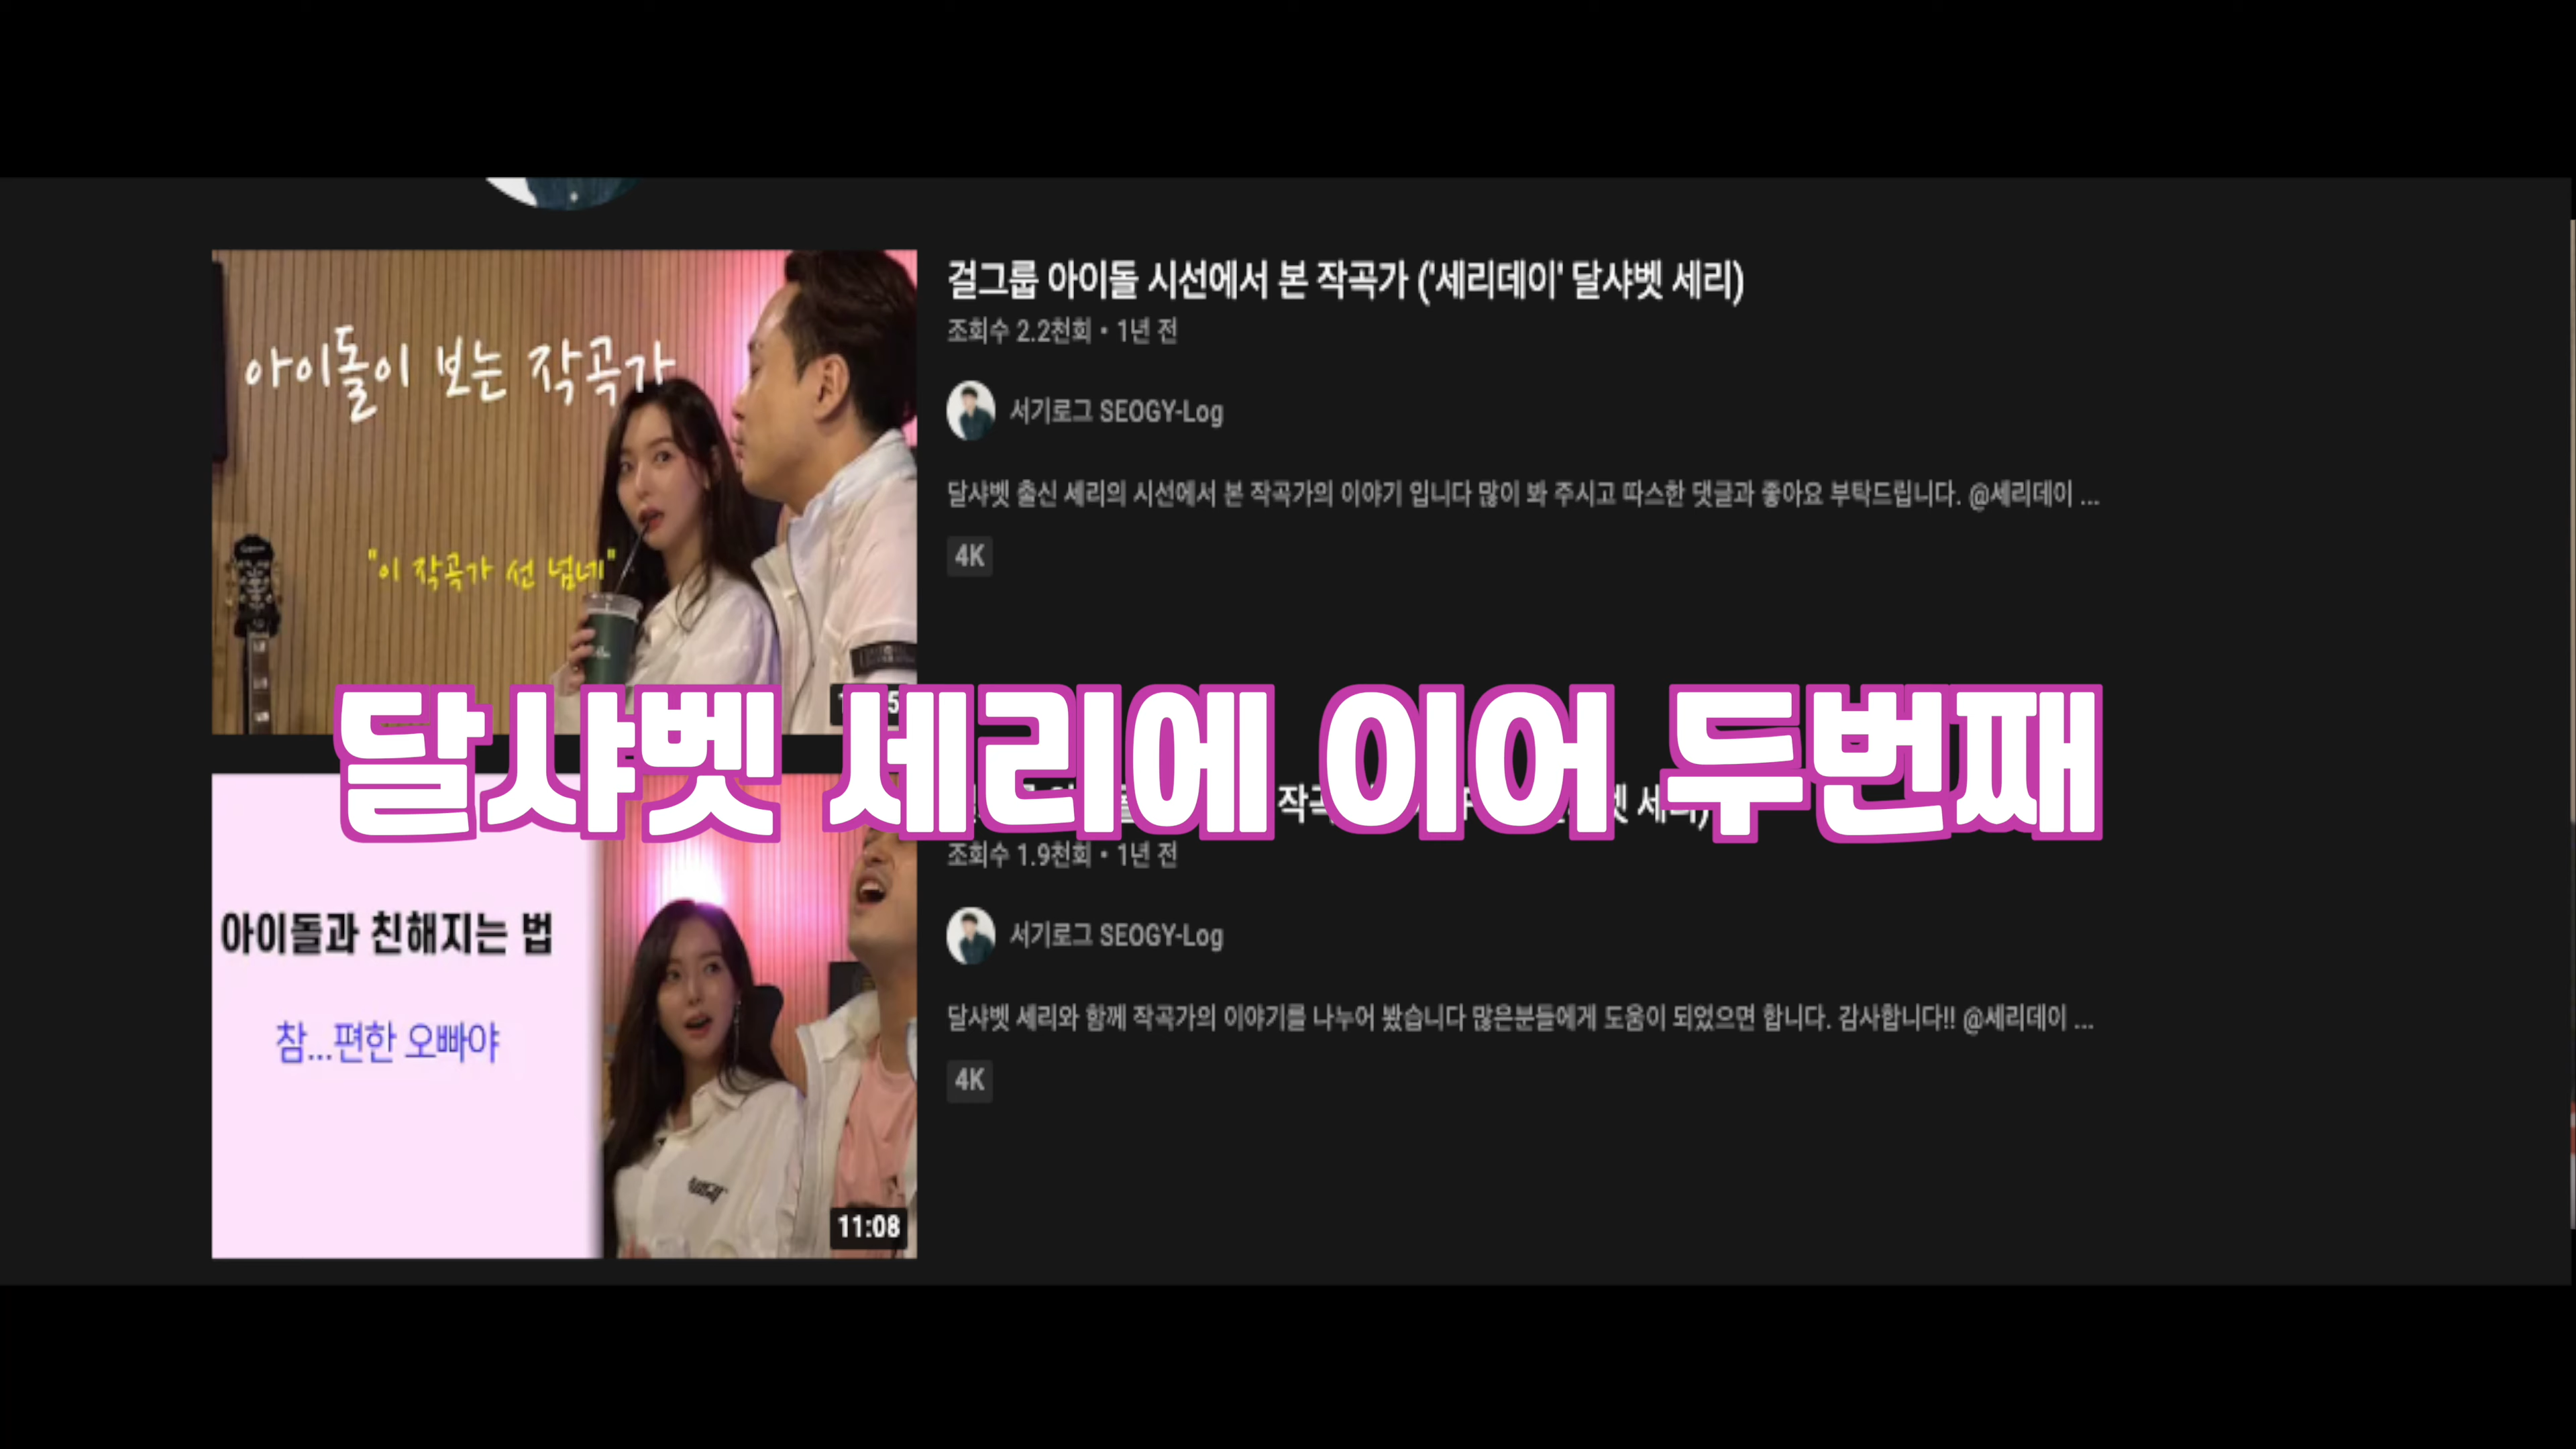 아이돌이 보는 작곡가
"이 작곡가 선 넘네"
걸그룹 아이돌 시선에서 본 작곡가 ('세리데이' 달샤벳 세리)
조회수 2.2천회 • 1년 전
서기로그 SEOGY-Log
달샤벳 출신 세리의 시선에서 본 작곡가의 이야기 입니다 많이 봐 주시고 따스한 댓글과 좋아요 부탁드립니다. @세리데이 ...
4K
달샤벳 세리에 이어 두번째
아이돌과 친해지는 법
참...편한 오빠야
11:08
조회수 1.9천회 • 1년 전
서기로그 SEOGY-Log
달샤벳 세리와 함께 작곡가의 이야기를 나누어 봤습니다 많은분들에게 도움이 되었으면 합니다. 감사합니다!! @세리데이 ...
4K